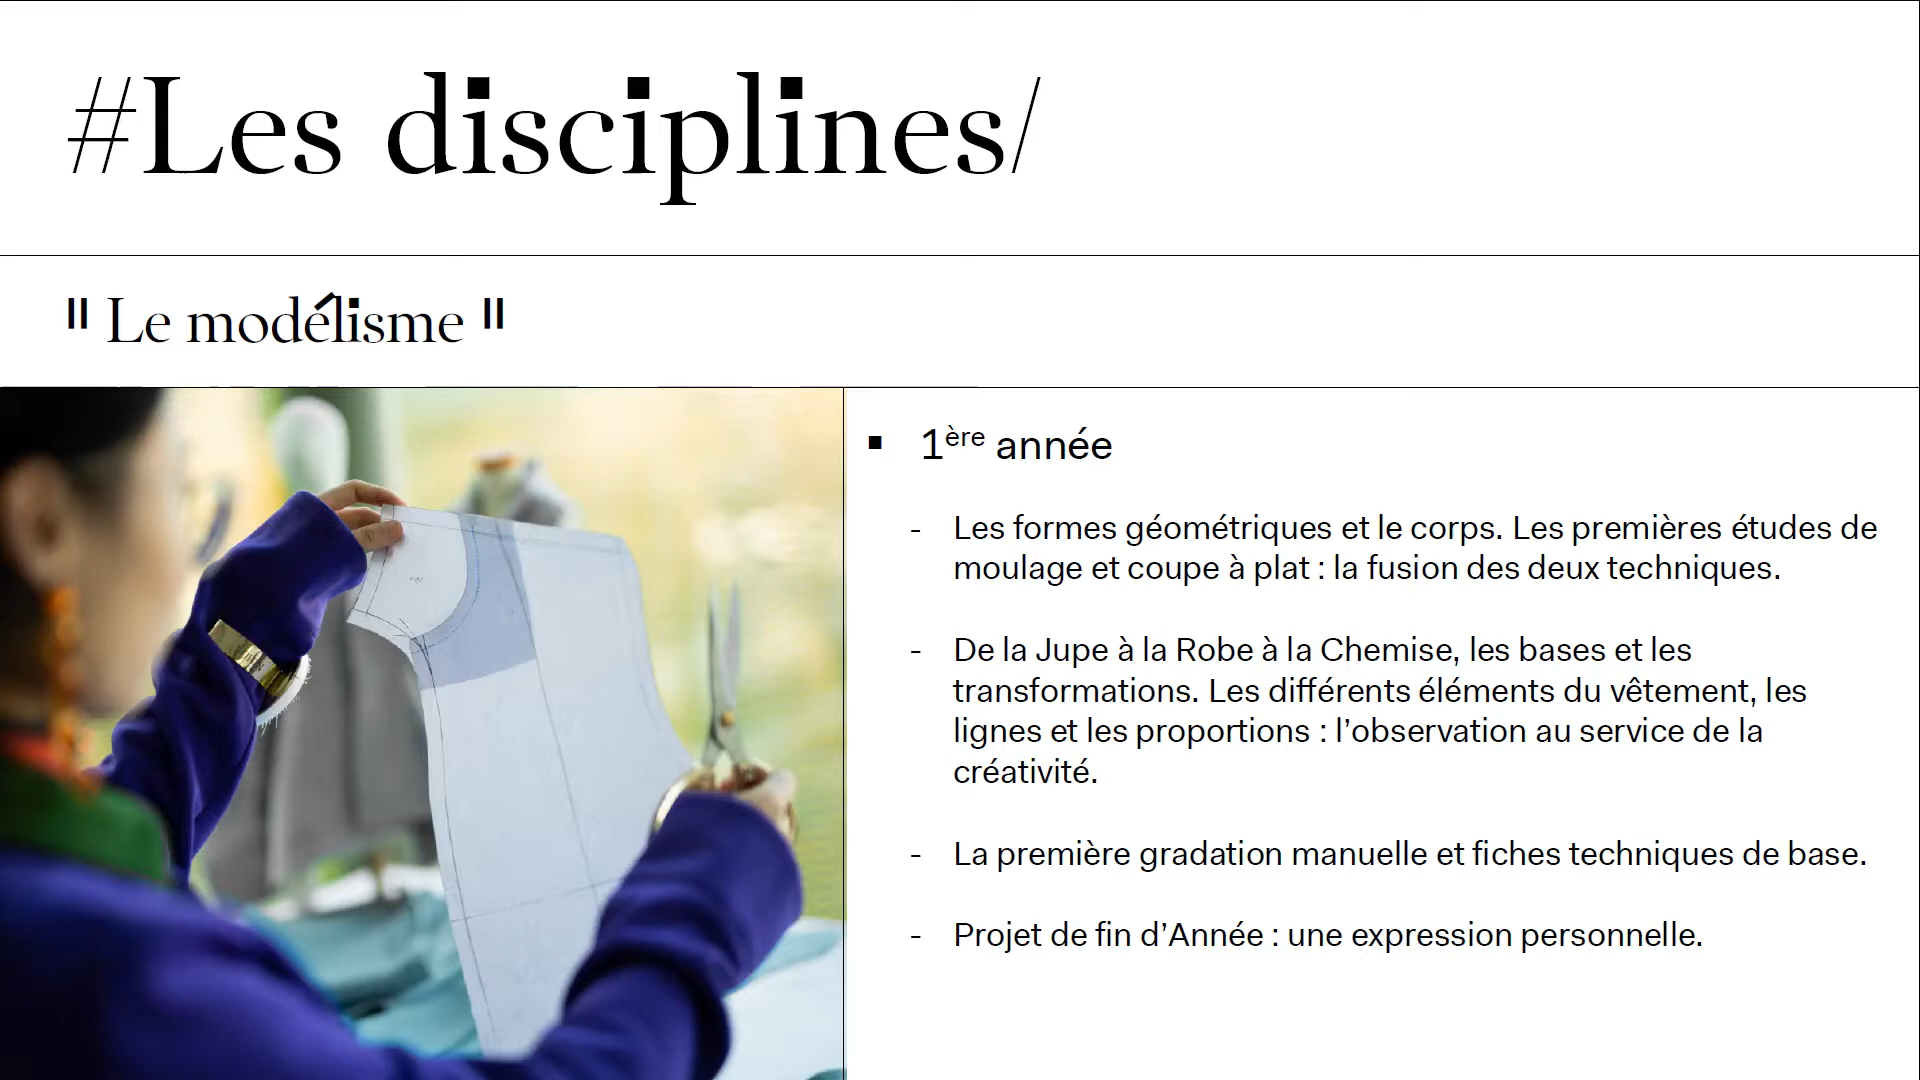 #Les disciplines/
" Le modélisme "
▪ 1ère année
- Les formes géométriques et le corps. Les premières études de
moulage et coupe à plat : la fusion des deux techniques.
- De la Jupe à la Robe à la Chemise, les bases et les
transformations. Les différents éléments du vêtement, les
lignes et les proportions : l’observation au service de la
créativité.
- La première gradation manuelle et fiches techniques de base.
- Projet de fin d’Année : une expression personnelle.